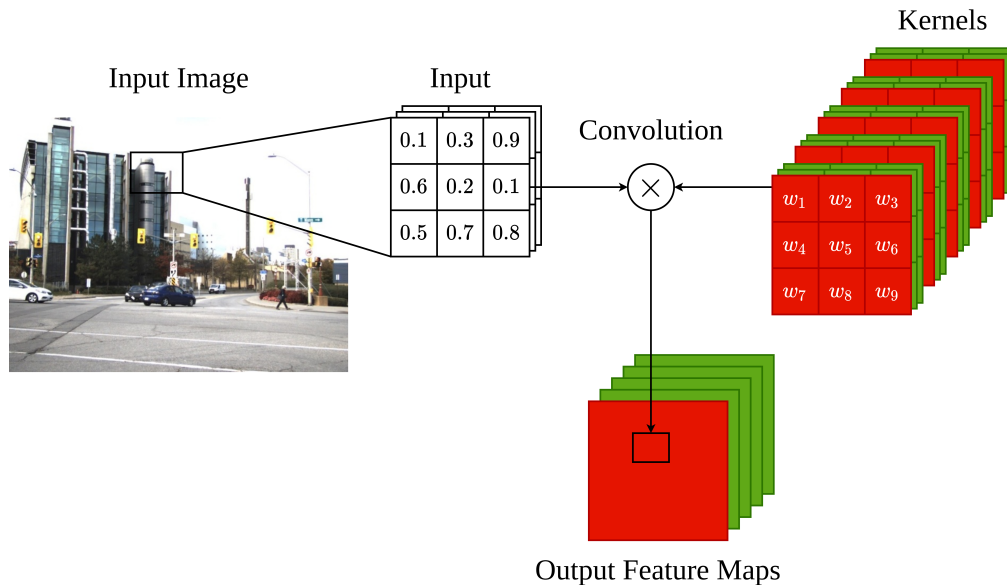 Kernels
Input Image
Input
Convolution
0.1 0.3 0.9
0.6 0.2 0.1
0.5 0.7 0.8
w₁ w₂ w₃
w₄ w₅ w₆
w₇ w₈ w₉
Output Feature Maps